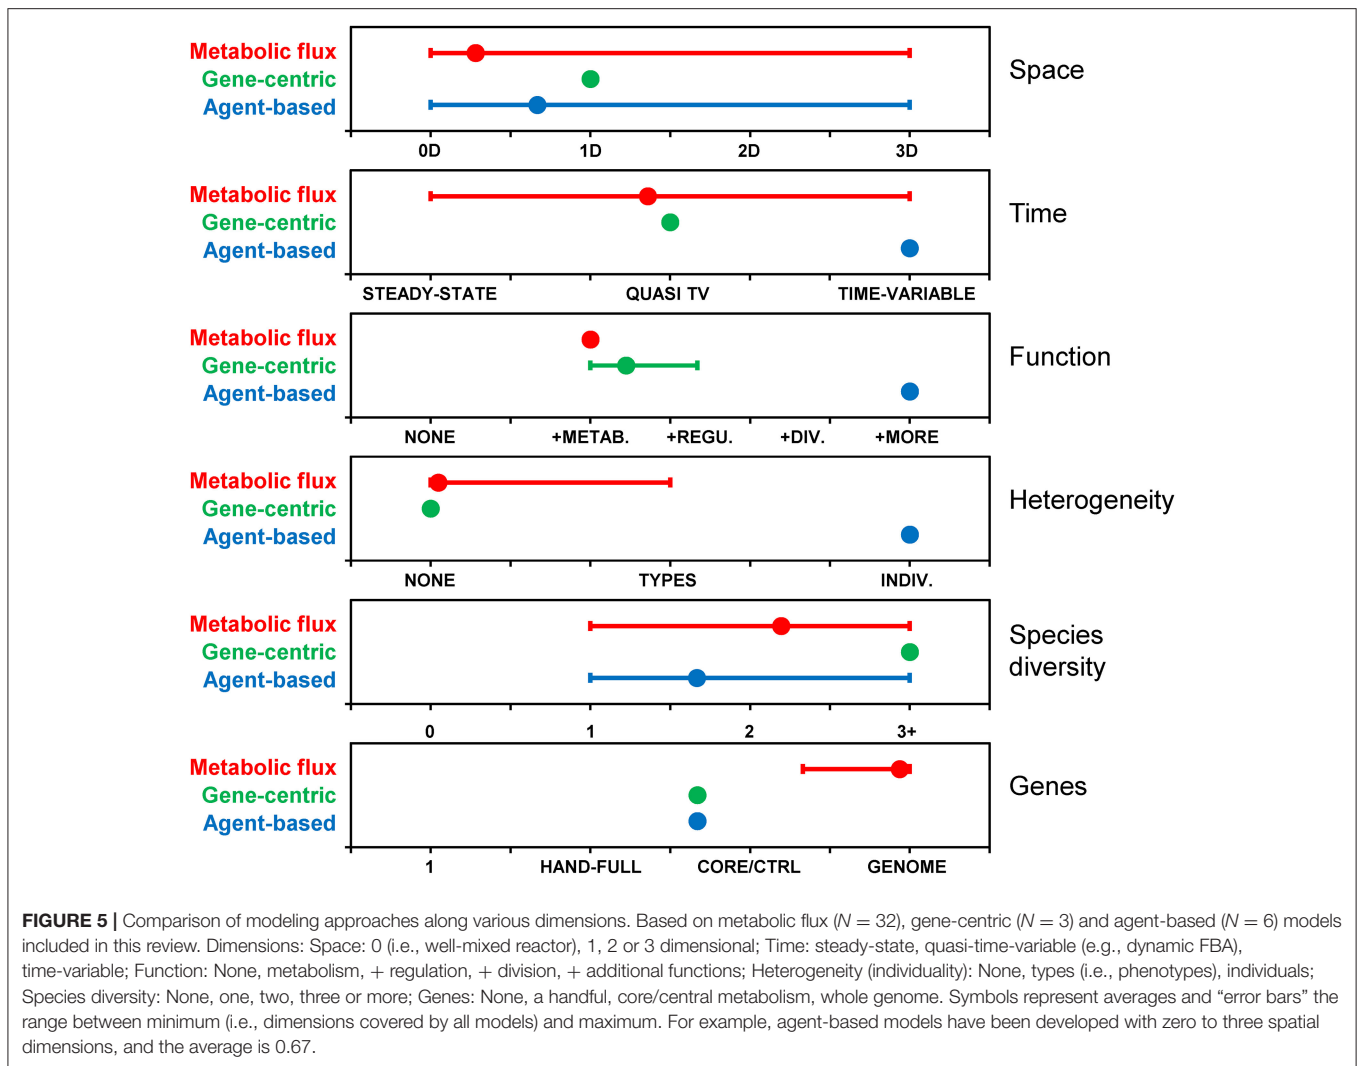 Metabolic flux
Gene-centric
Agent-based
Space
0D 1D 2D 3D
Metabolic flux
Gene-centric
Agent-based
Time
STEADY-STATE QUASI TV TIME-VARIABLE
Metabolic flux
Gene-centric
Agent-based
Function
NONE +METAB. +REGU. +DIV. +MORE
Metabolic flux
Gene-centric
Agent-based
Heterogeneity
NONE TYPES INDIV.
Metabolic flux
Gene-centric
Agent-based
Species
diversity
0 1 2 3+
Metabolic flux
Gene-centric
Agent-based
Genes
1 HAND-FULL CORE/CTRL GENOME
FIGURE 5 | Comparison of modeling approaches along various dimensions. Based on metabolic flux (N = 32), gene-centric (N = 3) and agent-based (N = 6) models
included in this review. Dimensions: Space: 0 (i.e., well-mixed reactor), 1, 2 or 3 dimensional; Time: steady-state, quasi-time-variable (e.g., dynamic FBA),
time-variable; Function: None, metabolism, + regulation, + division, + additional functions; Heterogeneity (individuality): None, types (i.e., phenotypes), individuals;
Species diversity: None, one, two, three or more; Genes: None, a handful, core/central metabolism, whole genome. Symbols represent averages and “error bars” the
range between minimum (i.e., dimensions covered by all models) and maximum. For example, agent-based models have been developed with zero to three spatial
dimensions, and the average is 0.67.